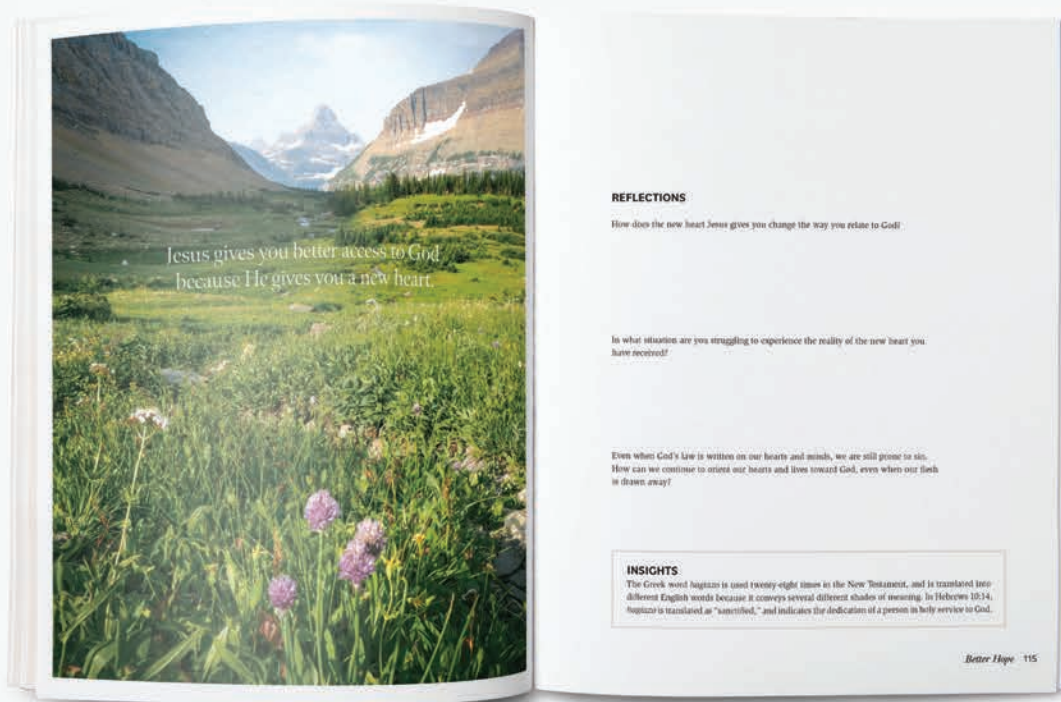 Jesus gives you better access to God
because He gives you a new heart.
REFLECTIONS
How does the new heart Jesus gives you change the way you relate to God?
In what situation are you struggling to experience the reality of the new heart you
have received?
Even when God's law is written on our hearts and minds, we are still prone to sin.
How can we continue to orient our hearts and lives toward God, even when our flesh
is drawn away?
INSIGHTS
The Greek word hagiazo is used twenty-eight times in the New Testament, and is translated into
different English words because it conveys several different shades of meaning. In Hebrews 10:14,
hagiazo is translated as "sanctified," and indicates the dedication of a person in holy service to God.
Better Hope 115